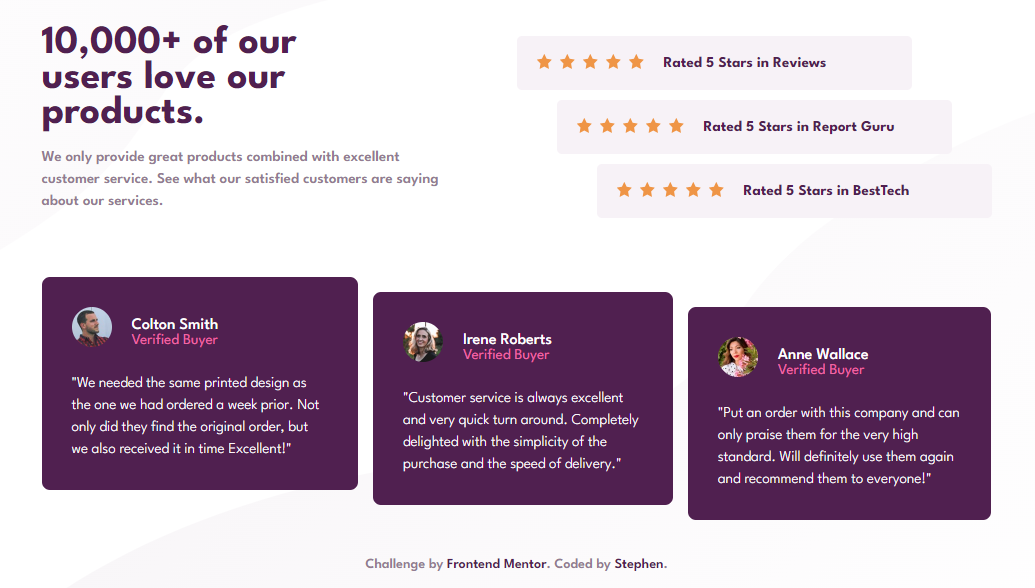 10,000+ of our
users love our
products.
We only provide great products combined with excellent
customer service. See what our satisfied customers are saying
about our services.
Rated 5 Stars in Reviews
Rated 5 Stars in Report Guru
Rated 5 Stars in BestTech
Colton Smith
Verified Buyer
"We needed the same printed design as
the one we had ordered a week prior. Not
only did they find the original order, but
we also received it in time Excellent!"
Irene Roberts
Verified Buyer
"Customer service is always excellent
and very quick turn around. Completely
delighted with the simplicity of the
purchase and the speed of delivery."
Anne Wallace
Verified Buyer
"Put an order with this company and can
only praise them for the very high
standard. Will definitely use them again
and recommend them to everyone!"
Challenge by Frontend Mentor. Coded by Stephen.